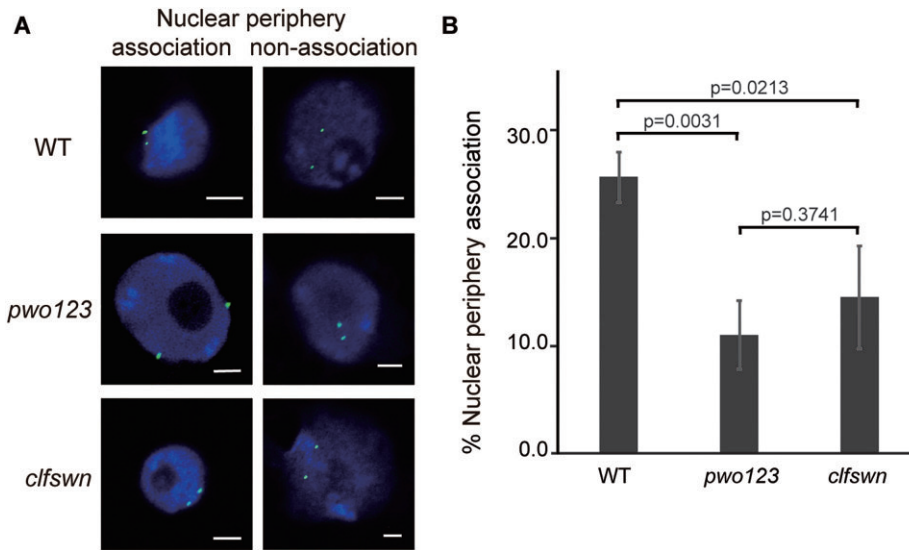 A
Nuclear periphery
association non-association
WT
pwo123
clfswn
B
% Nuclear periphery association
30.0
20.0
10.0
0.0
p=0.0213
p=0.0031
p=0.3741
WT pwo123 clfswn